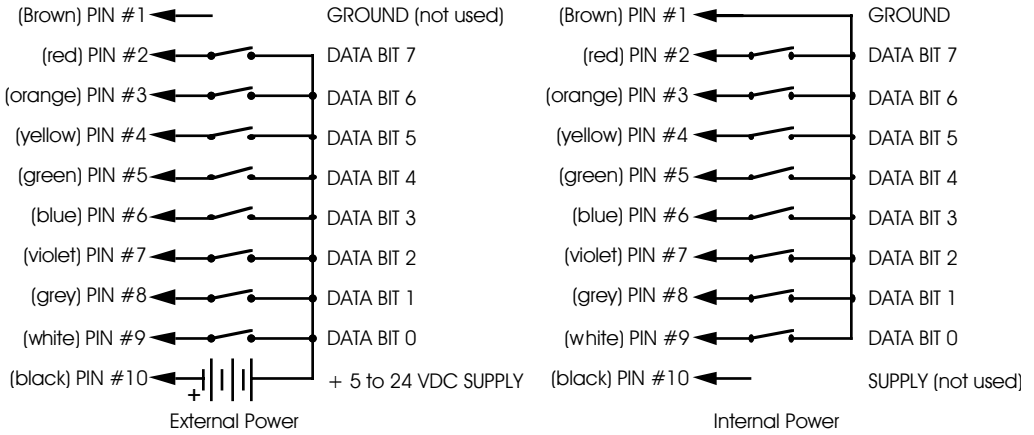 (Brown) PIN #1 GROUND (not used)
(red) PIN #2 DATA BIT 7
(orange) PIN #3 DATA BIT 6
(yellow) PIN #4 DATA BIT 5
(green) PIN #5 DATA BIT 4
(blue) PIN #6 DATA BIT 3
(violet) PIN #7 DATA BIT 2
(grey) PIN #8 DATA BIT 1
(white) PIN #9 DATA BIT 0
(black) PIN #10 + + 5 to 24 VDC SUPPLY
External Power
(Brown) PIN #1 GROUND
(red) PIN #2 DATA BIT 7
(orange) PIN #3 DATA BIT 6
(yellow) PIN #4 DATA BIT 5
(green) PIN #5 DATA BIT 4
(blue) PIN #6 DATA BIT 3
(violet) PIN #7 DATA BIT 2
(grey) PIN #8 DATA BIT 1
(white) PIN #9 DATA BIT 0
(black) PIN #10 SUPPLY (not used)
Internal Power